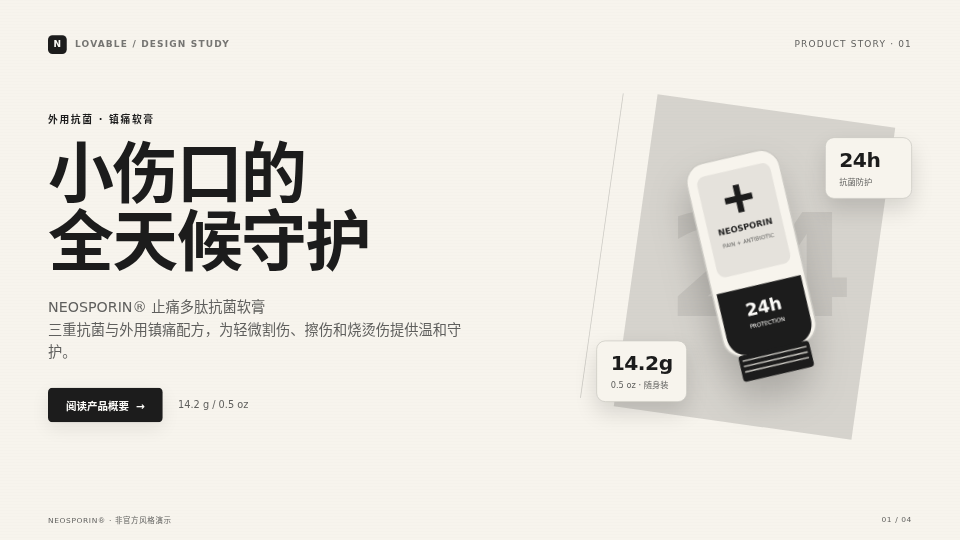 N LOVABLE / DESIGN STUDY
PRODUCT STORY · 01
外用抗菌 · 镇痛软膏
小伤口的
全天候守护
NEOSPORIN® 止痛多肽抗菌软膏
三重抗菌与外用镇痛配方，为轻微割伤、擦伤和烧烫伤提供温和守
护。
阅读产品概要 →
14.2 g / 0.5 oz
24
24h
抗菌防护
NEOSPORIN
PAIN + ANTIBIOTIC
24h
PROTECTION
14.2g
0.5 oz · 随身装
NEOSPORIN® · 非官方风格演示
01 / 04